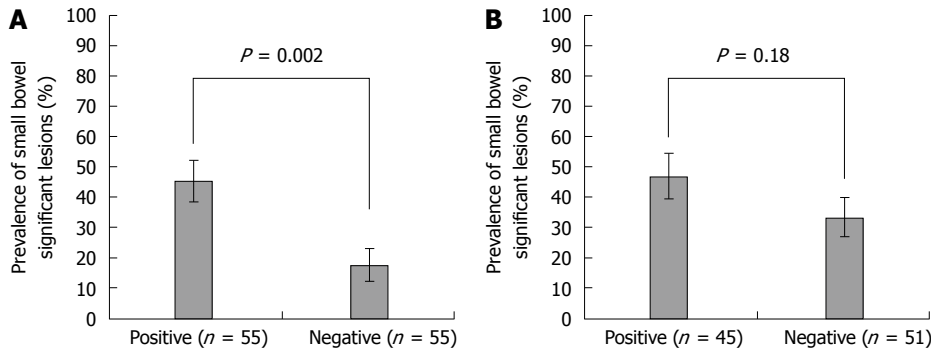 A
Prevalence of small bowel
significant lesions (%)
100
90
80
70
60
50
40
30
20
10
0
P = 0.002
Positive (n = 55)
Negative (n = 55)
B
Prevalence of small bowel
significant lesions (%)
100
90
80
70
60
50
40
30
20
10
0
P = 0.18
Positive (n = 45)
Negative (n = 51)